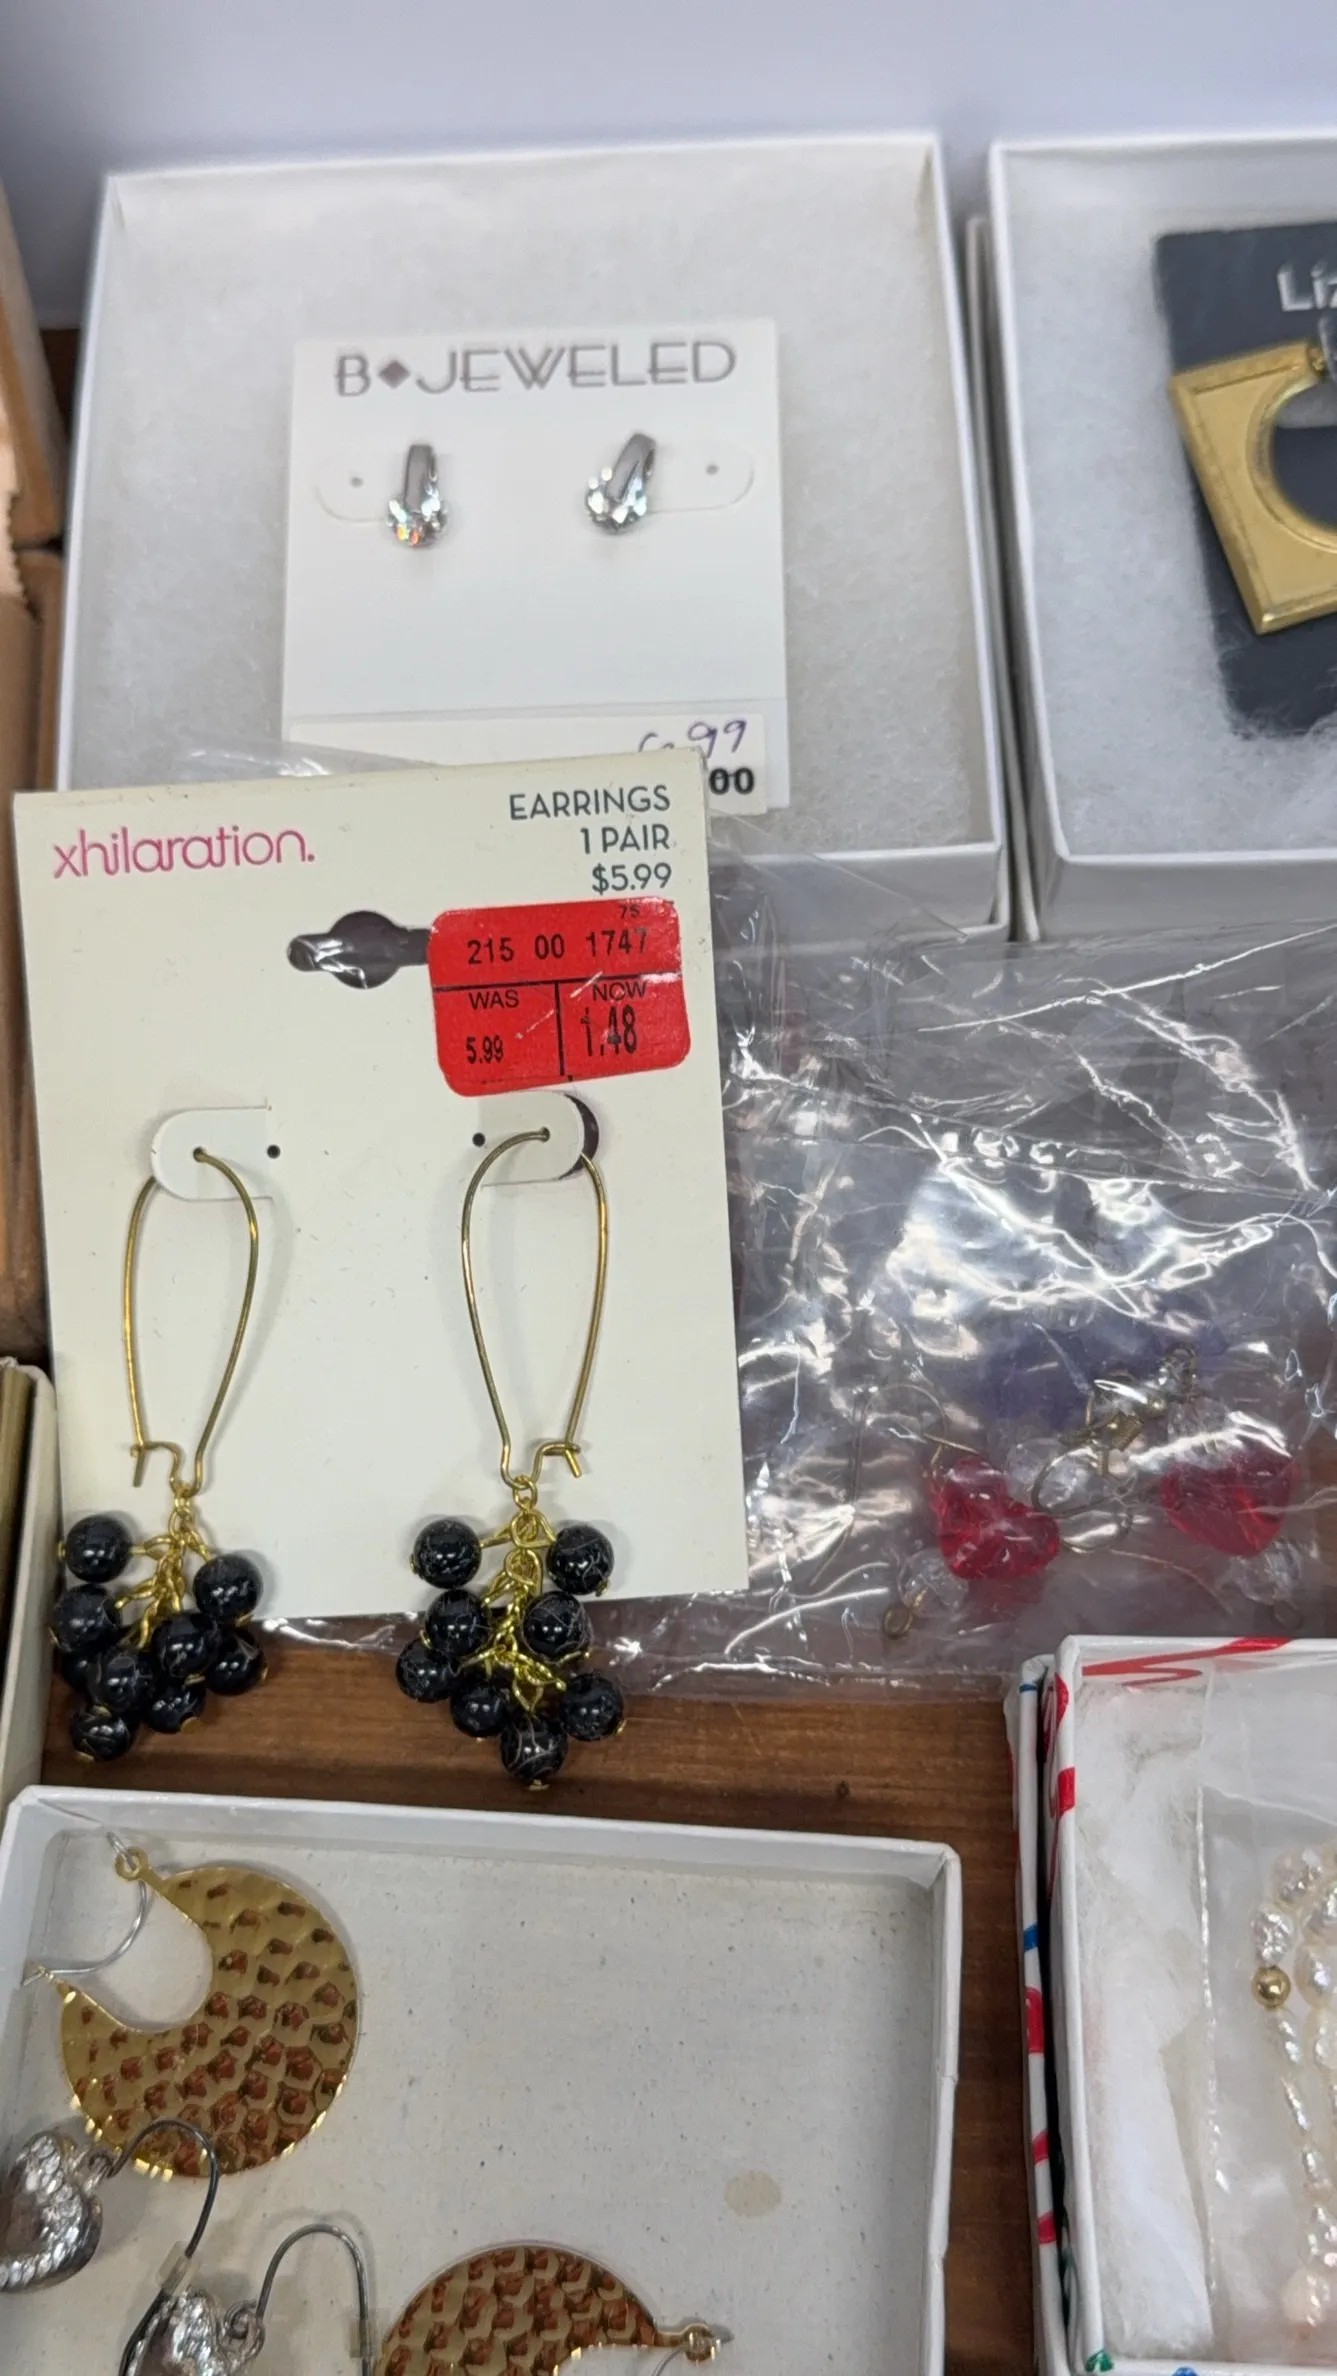 B◆JEWELED
Liz
99
00
xhilaration.
EARRINGS
1 PAIR
$5.99
75
215 00 1747
WAS NOW
5.99 1.48